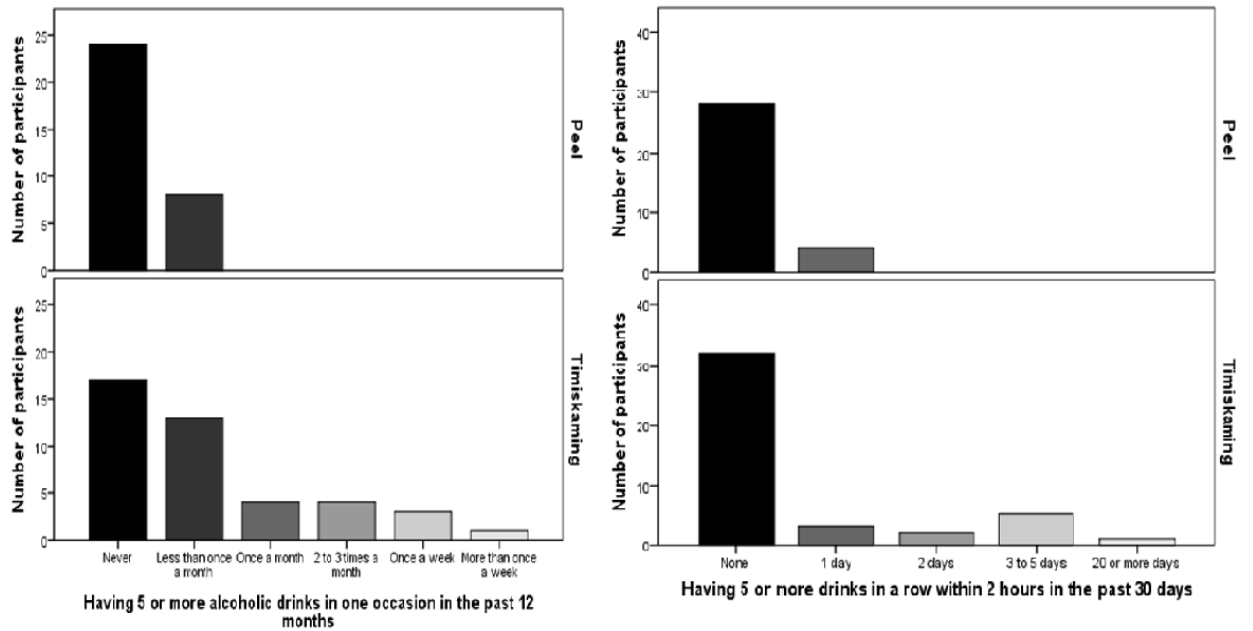 Number of participants
25
20
15
10
5
0
Peel
Number of participants
25
20
15
10
5
0
Timiskaming
Never
Less than once
a month
Once a month
2 to 3 times a
month
Once a week
More than once
a week
Having 5 or more alcoholic drinks in one occasion in the past 12
months
Number of participants
40
30
20
10
0
Peel
Number of participants
40
30
20
10
0
Timiskaming
None
1 day
2 days
3 to 5 days
20 or more days
Having 5 or more drinks in a row within 2 hours in the past 30 days